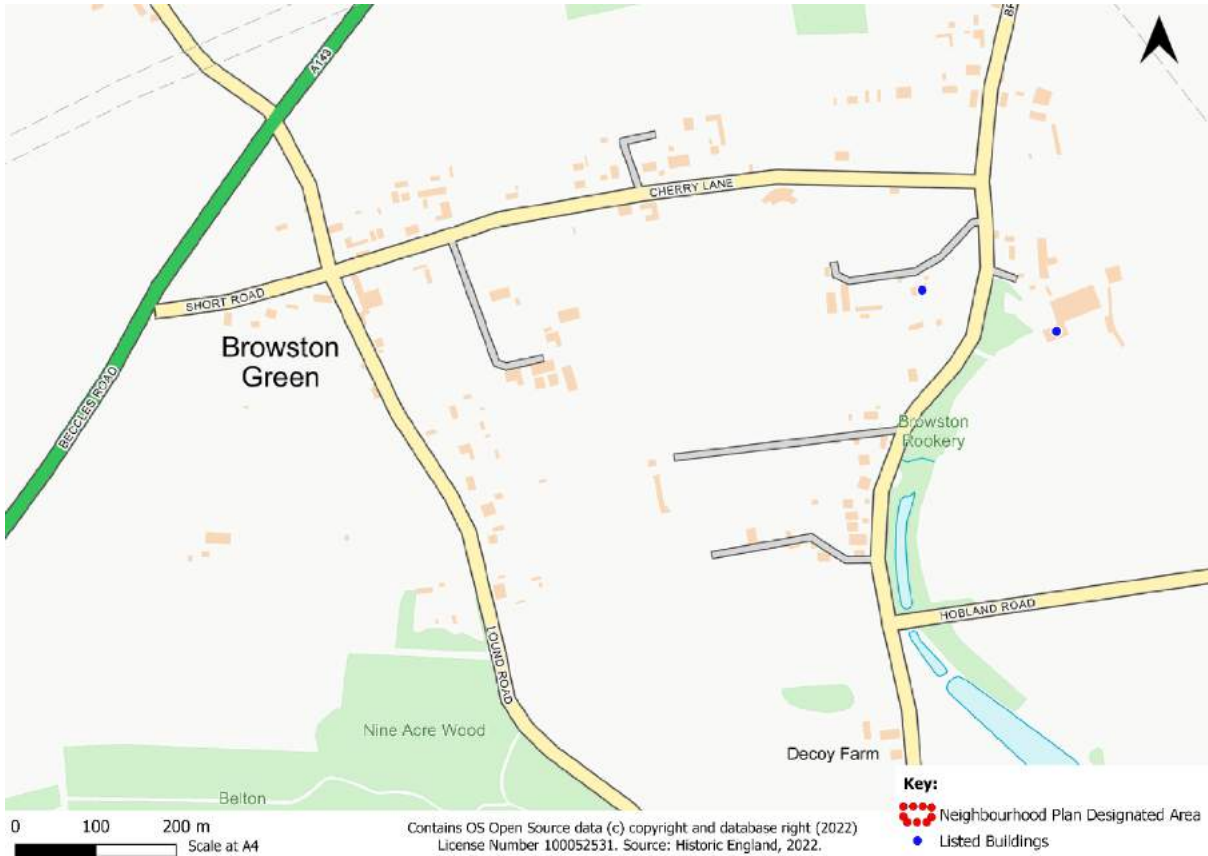 A143
CHERRY LANE
SHORT ROAD
Browston
Green
BECCLES ROAD
Browston
Rookery
HOBLAND ROAD
LOUND ROAD
Nine Acre Wood
Decoy Farm
Belton
Key:
Neighbourhood Plan Designated Area
Listed Buildings
0 100 200 m
Scale at A4
Contains OS Open Source data (c) copyright and database right (2022)
License Number 100052531. Source: Historic England, 2022.